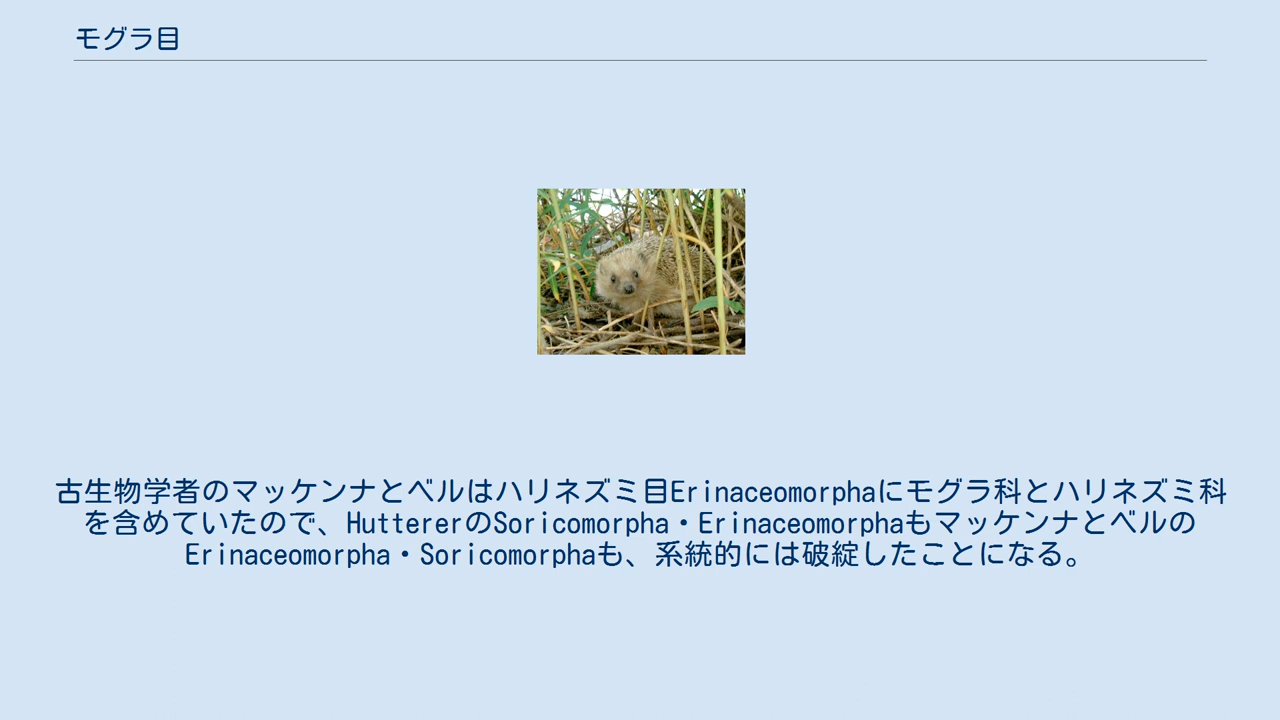 モグラ目
古生物学者のマッケンナとベルはハリネズミ目Erinaceomorphaにモグラ科とハリネズミ科
を含めていたので、HuttererのSoricomorpha・Erinaceomorphaもマッケンナとベルの
Erinaceomorpha・Soricomorphaも、系統的には破綻したことになる。